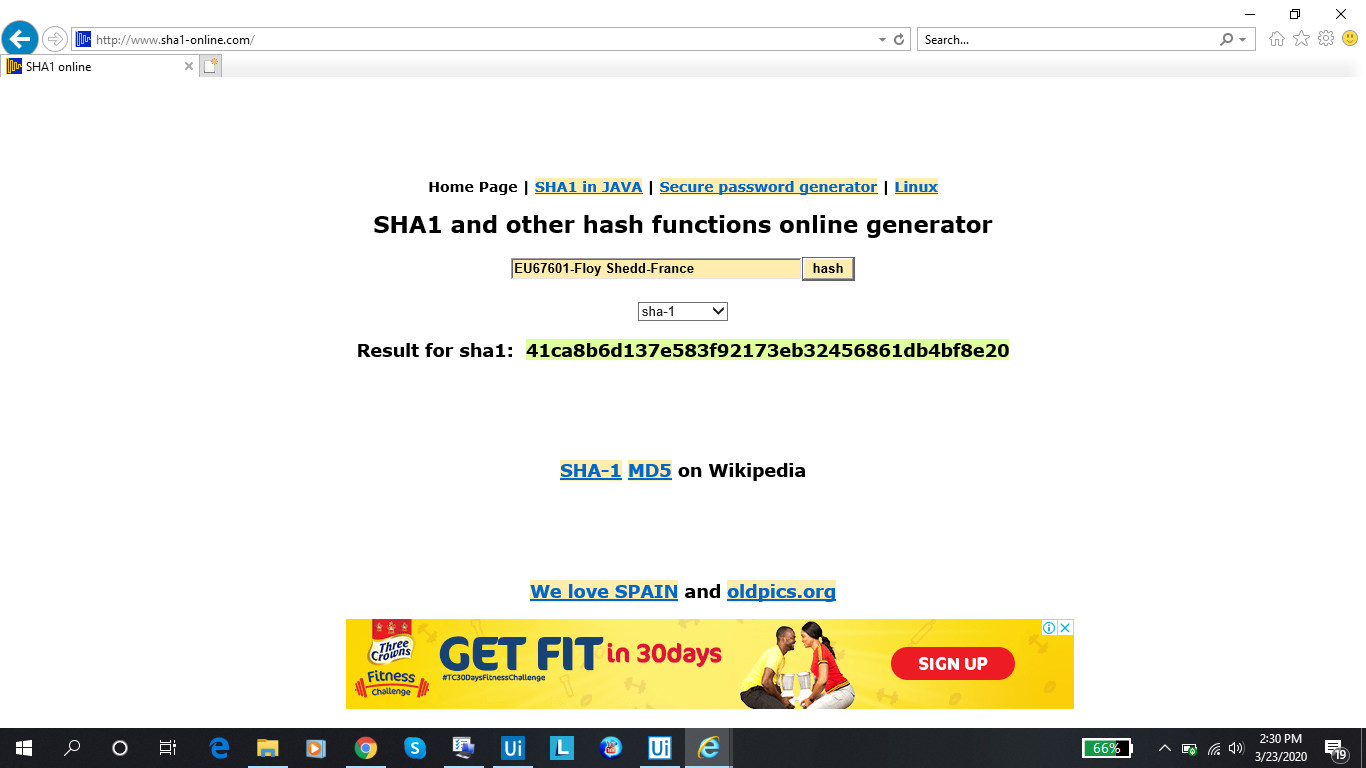 http://www.sha1-online.com/
Search...
SHA1 online
Home Page | SHA1 in JAVA | Secure password generator | Linux
SHA1 and other hash functions online generator
EU67601-Floy Shedd-France hash
sha-1
Result for sha1: 41ca8b6d137e583f92173eb32456861db4bf8e20
SHA-1 MD5 on Wikipedia
We love SPAIN and oldpics.org
Three
Crowns
Fitness
Challenge
GET FIT in 30days
#TC30DaysFitnessChallenge
SIGN UP
Ui
L
Ui
66%
2:30 PM
3/23/2020
19